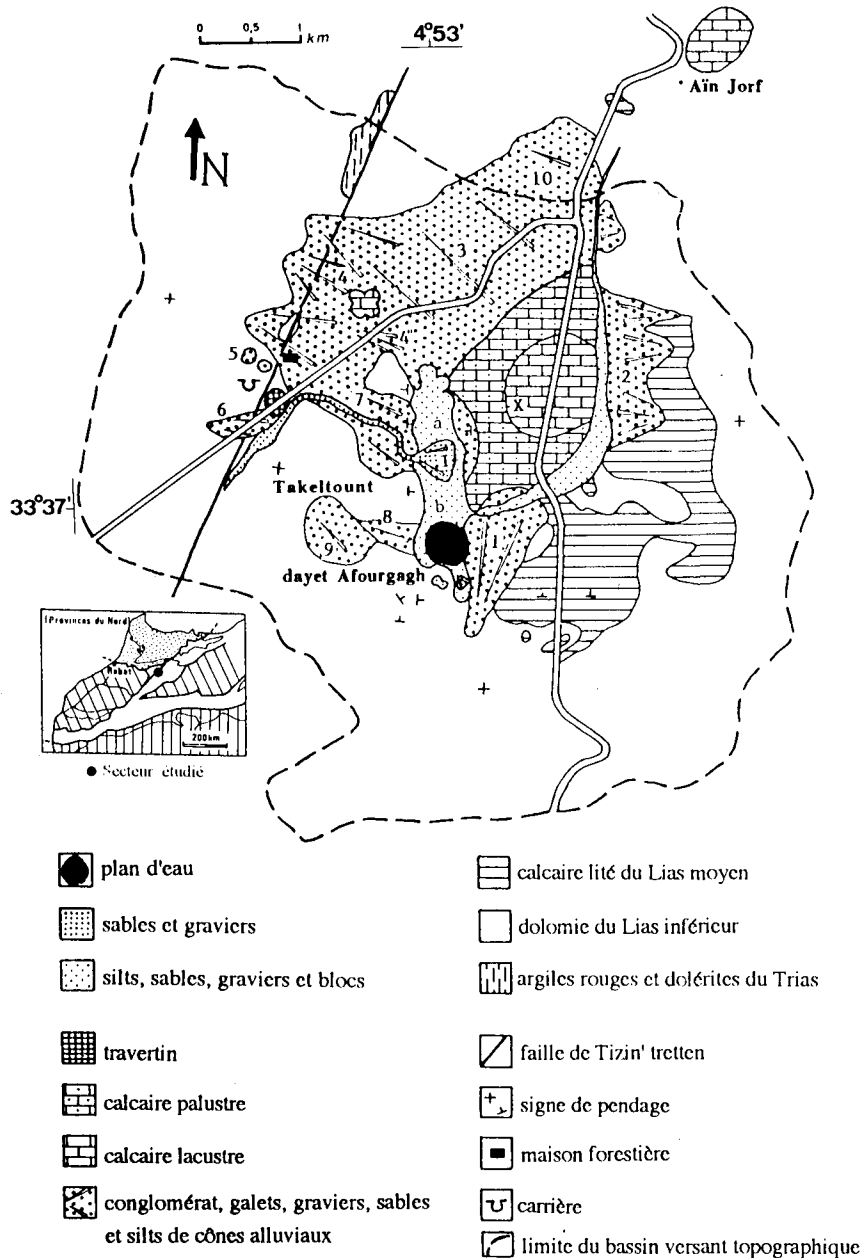 0 0,5 1 km
4°53'
Aïn Jorf
N
10
3
4
4"
2
5
6
7
a
X
1'
Takeltount
b
33°37'
8
9
1
dayet Afourgagh
(Provinces du Nord)
Rabat
200km
Secteur étudié
plan d'eau
sables et graviers
silts, sables, graviers et blocs
travertin
calcaire palustre
calcaire lacustre
conglomérat, galets, graviers, sables
et silts de cônes alluviaux
calcaire lité du Lias moyen
dolomie du Lias inférieur
argiles rouges et dolérites du Trias
faille de Tizin' tretten
signe de pendage
maison forestière
carrière
limite du bassin versant topographique